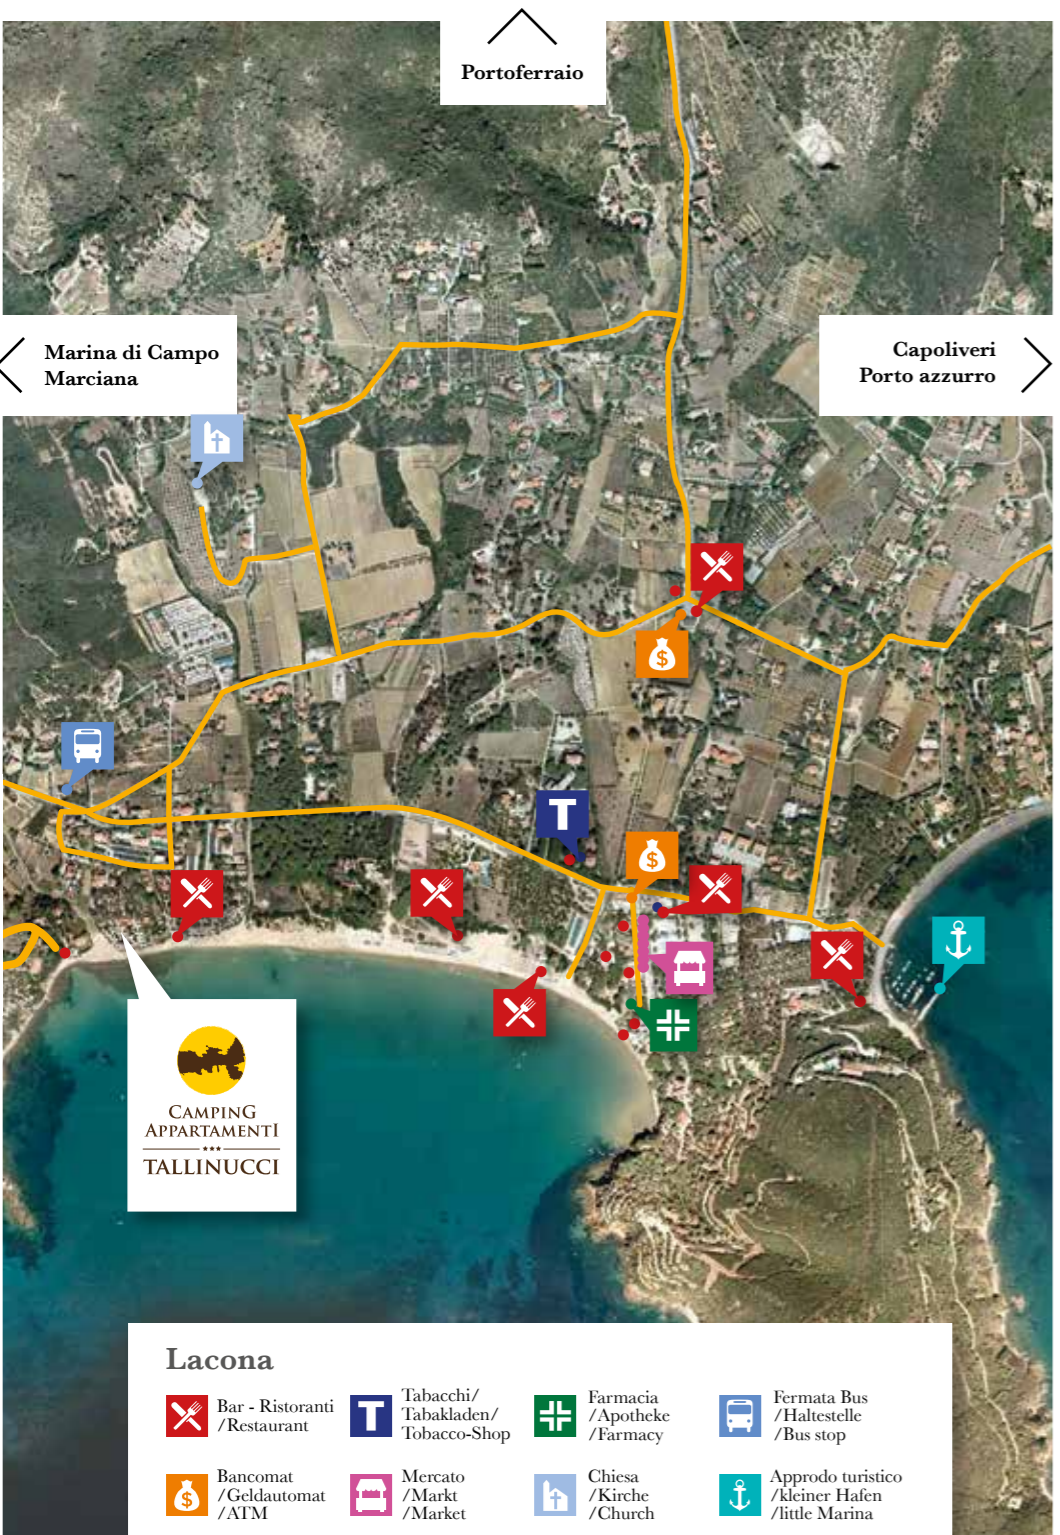 Portoferraio
Marina di Campo
Marciana
Capoliveri
Porto azzurro
$
T
$
CAMPING
APPARTAMENTI
***
TALLINUCCI
Lacona
Bar - Ristoranti
/Restaurant
T
Tabacchi/
Tabakladen/
Tobacco-Shop
Farmacia
/Apotheke
/Farmacy
Fermata Bus
/Haltestelle
/Bus stop
$
Bancomat
/Geldautomat
/ATM
Mercato
/Markt
/Market
Chiesa
/Kirche
/Church
Approdo turistico
/kleiner Hafen
/little Marina